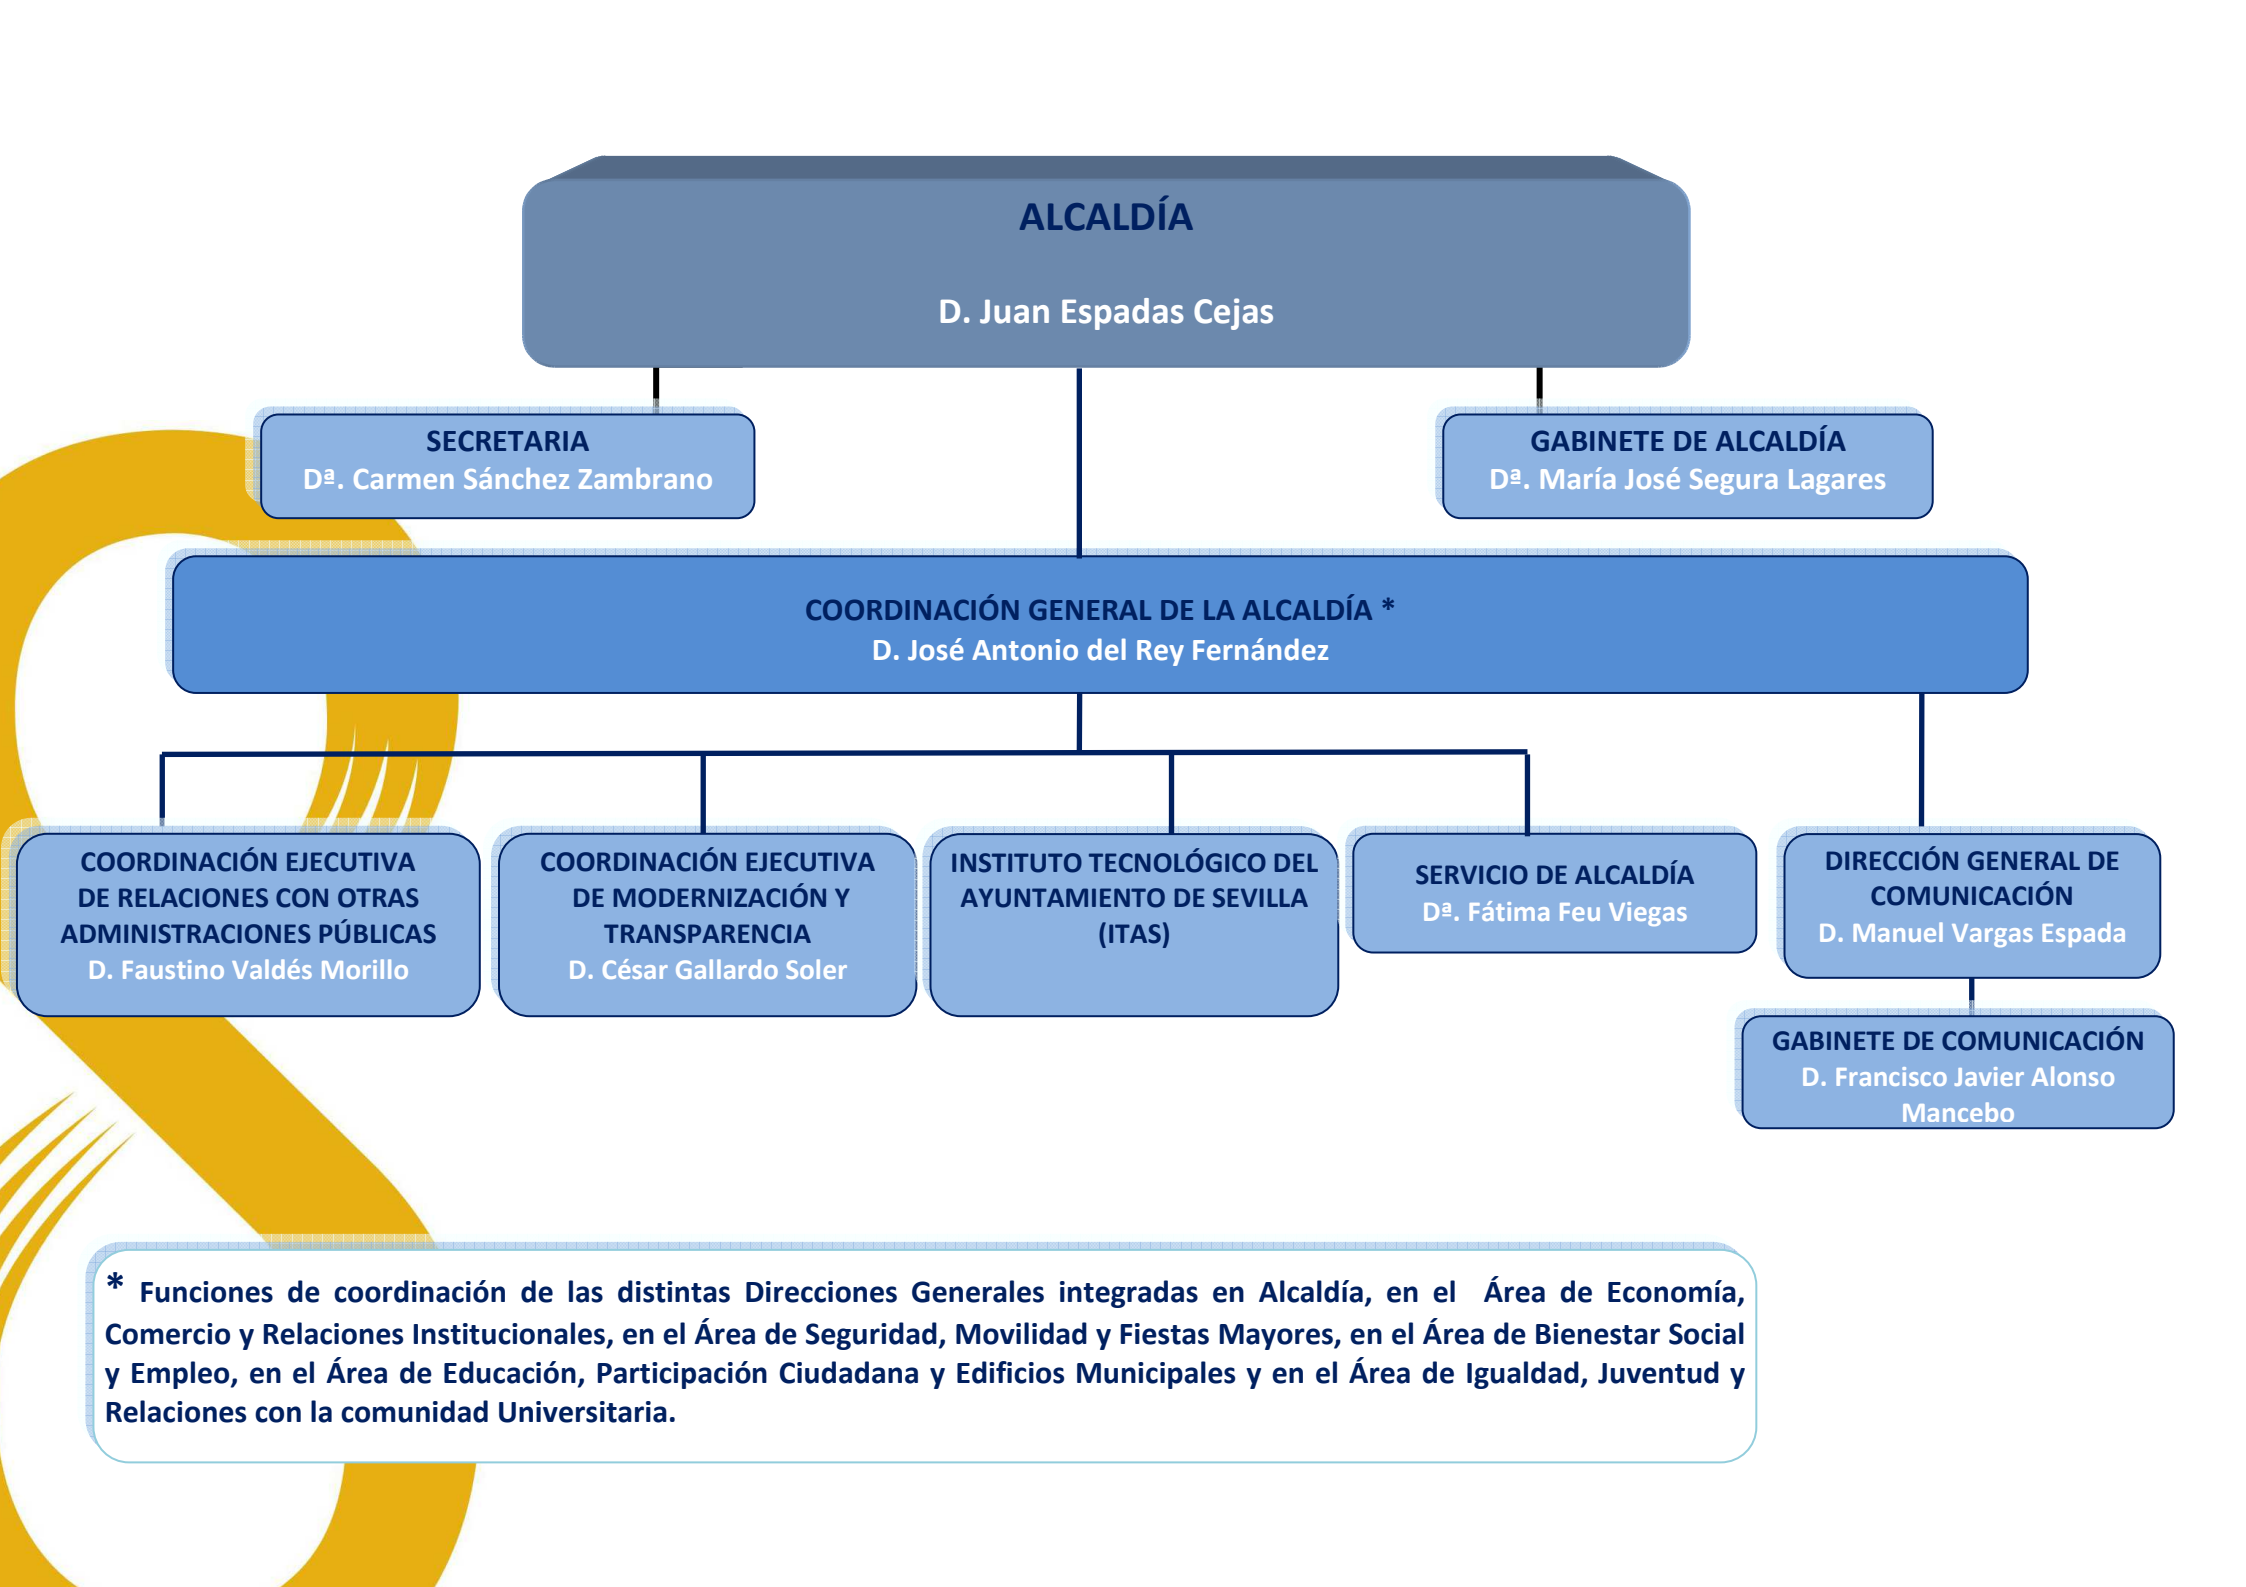 ALCALDÍA
D. Juan Espadas Cejas
SECRETARIA
Dª. Carmen Sánchez Zambrano
GABINETE DE ALCALDÍA
Dª. María José Segura Lagares
COORDINACIÓN GENERAL DE LA ALCALDÍA *
D. José Antonio del Rey Fernández
COORDINACIÓN EJECUTIVA
DE RELACIONES CON OTRAS
ADMINISTRACIONES PÚBLICAS
D. Faustino Valdés Morillo
COORDINACIÓN EJECUTIVA
DE MODERNIZACIÓN Y
TRANSPARENCIA
D. César Gallardo Soler
INSTITUTO TECNOLÓGICO DEL
AYUNTAMIENTO DE SEVILLA
(ITAS)
SERVICIO DE ALCALDÍA
Dª. Fátima Feu Viegas
DIRECCIÓN GENERAL DE
COMUNICACIÓN
D. Manuel Vargas Espada
GABINETE DE COMUNICACIÓN
D. Francisco Javier Alonso
Mancebo
* Funciones de coordinación de las distintas Direcciones Generales integradas en Alcaldía, en el Área de Economía,
Comercio y Relaciones Institucionales, en el Área de Seguridad, Movilidad y Fiestas Mayores, en el Área de Bienestar Social
y Empleo, en el Área de Educación, Participación Ciudadana y Edificios Municipales y en el Área de Igualdad, Juventud y
Relaciones con la comunidad Universitaria.